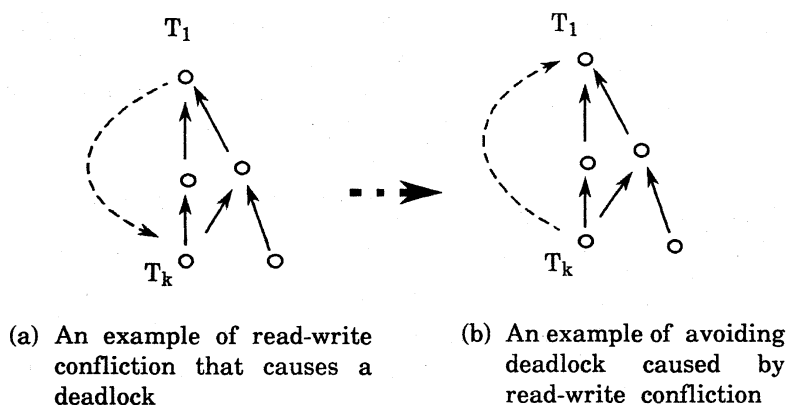 T1
T1
Tk
Tk
(a) An example of read-write
confliction that causes a
deadlock
(b) An example of avoiding
deadlock caused by
read-write confliction